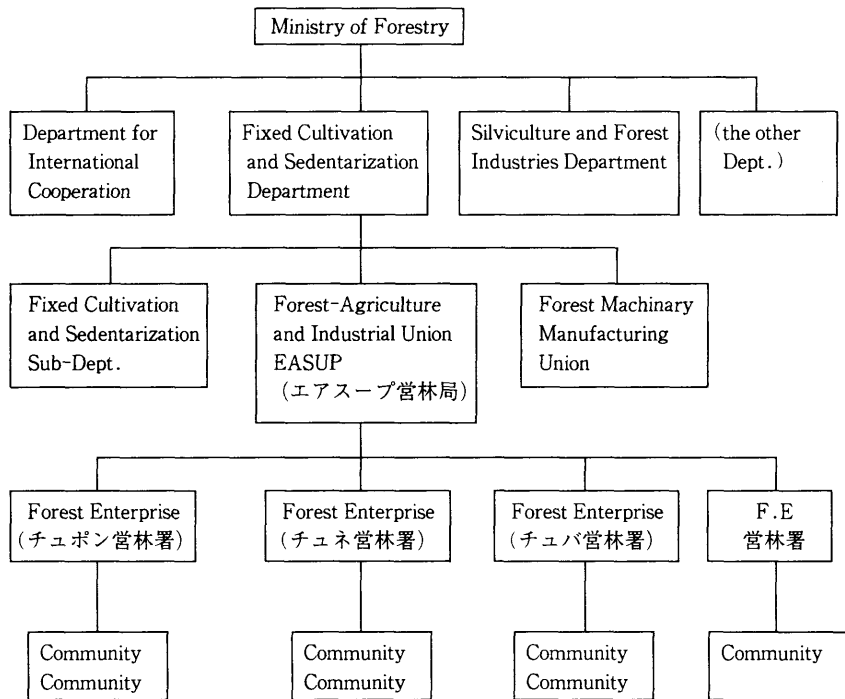 Ministry of Forestry
Department for
International
Cooperation
Fixed Cultivation
and Sedentarization
Department
Silviculture and Forest
Industries Department
(the other
Dept.)
Fixed Cultivation
and Sedentarization
Sub-Dept.
Forest-Agriculture
and Industrial Union
EASUP
(エアスープ営林局)
Forest Machinary
Manufacturing
Union
Forest Enterprise
(チュポン営林署)
Forest Enterprise
(チュネ営林署)
Forest Enterprise
(チュバ営林署)
F.E
営林署
Community
Community
Community
Community
Community
Community
Community